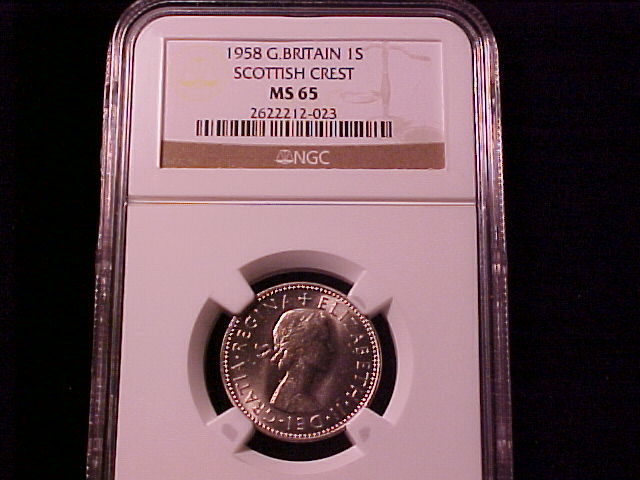 1958 G.BRITAIN 1S
SCOTTISH CREST
MS 65
2622212-023
NGC
+ ELIZABETH·II·DEI·GRATIA·REGINA